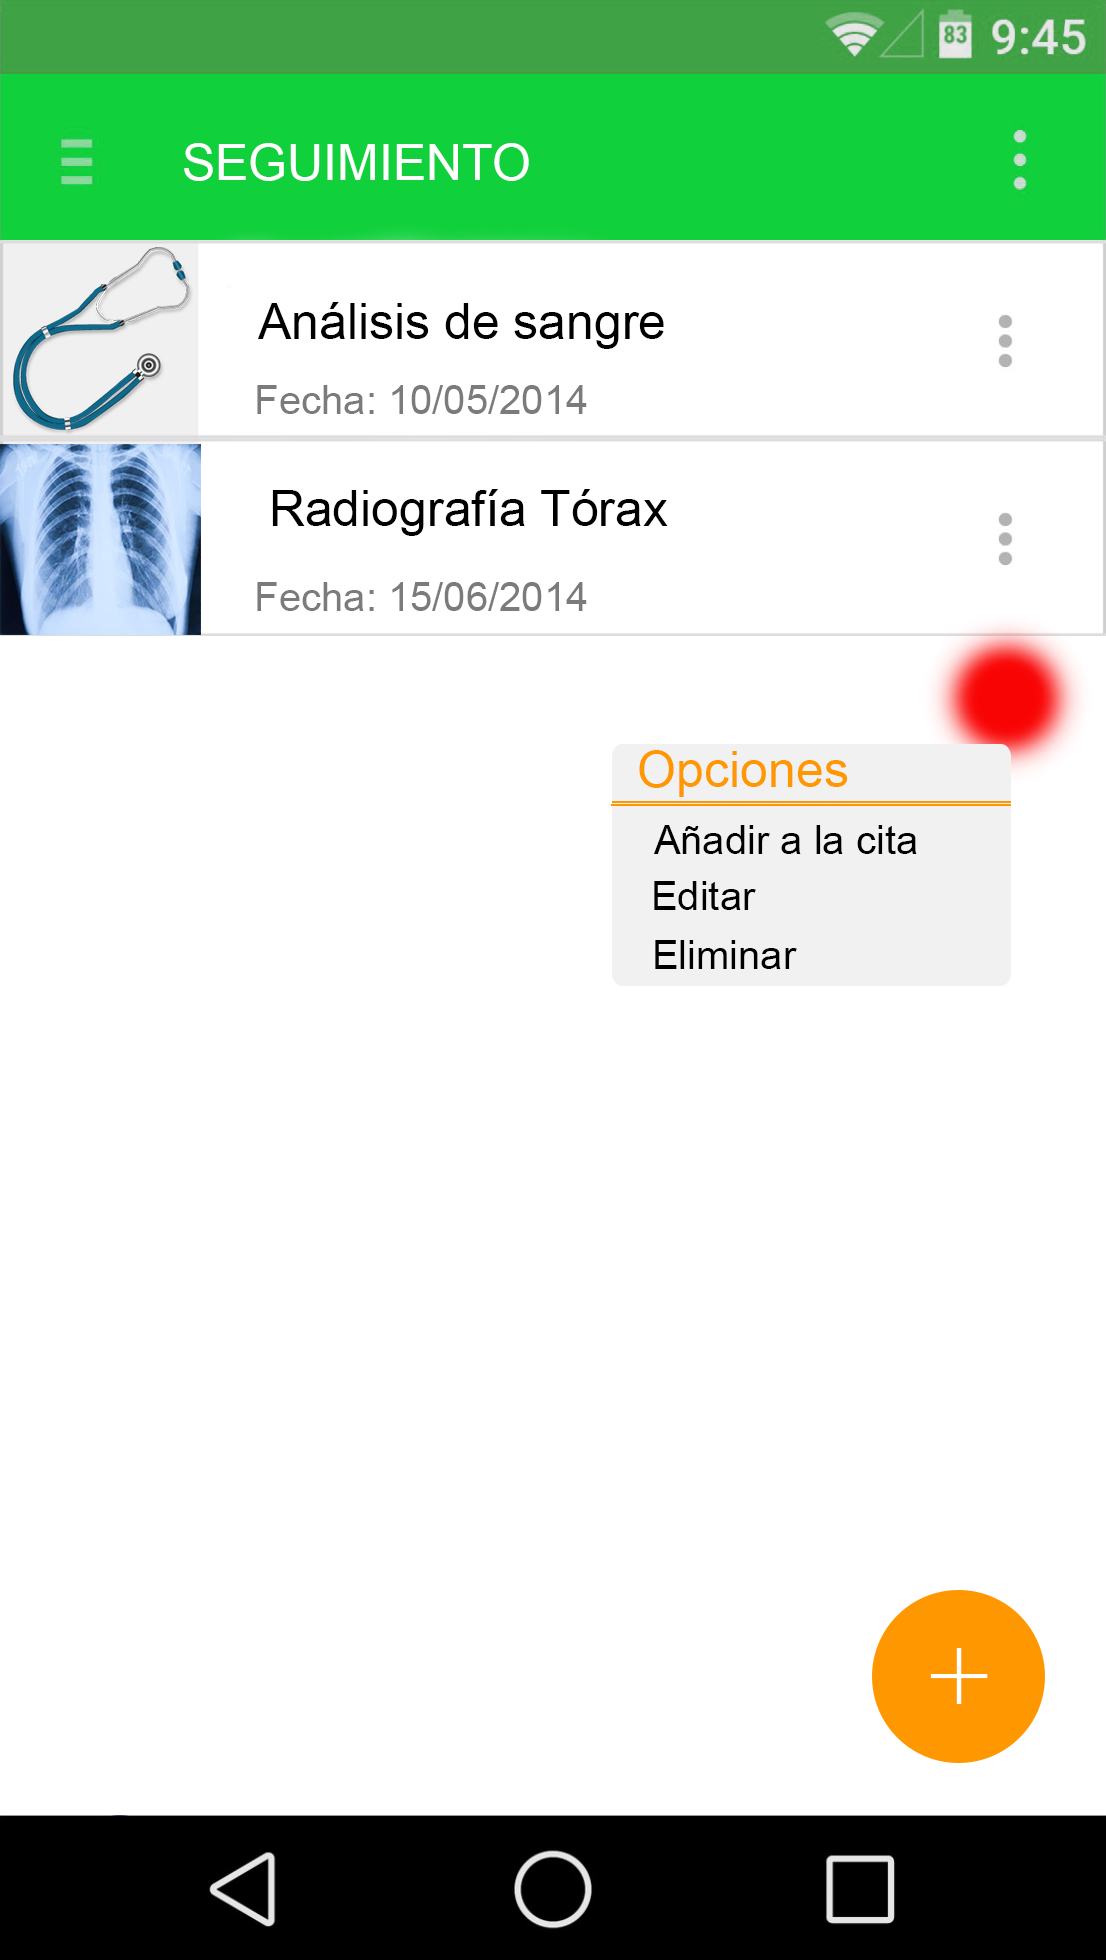 83 9:45
SEGUIMIENTO
Análisis de sangre
Fecha: 10/05/2014
Radiografía Tórax
Fecha: 15/06/2014
Opciones
Añadir a la cita
Editar
Eliminar